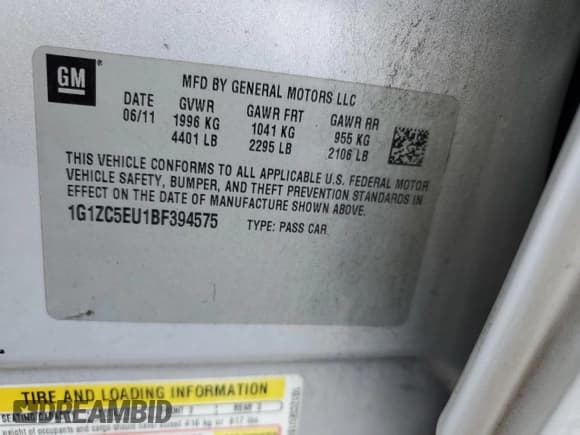 GM
MFD BY GENERAL MOTORS LLC
DATE GVWR GAWR FRT GAWR RR
06/11 1996 KG 1041 KG 955 KG
4401 LB 2295 LB 2106 LB
THIS VEHICLE CONFORMS TO ALL APPLICABLE U.S. FEDERAL MOTOR
VEHICLE SAFETY, BUMPER, AND THEFT PREVENTION STANDARDS IN
EFFECT ON THE DATE OF MANUFACTURE SHOWN ABOVE.
1G1ZC5EU1BF394575 TYPE: PASS CAR
TIRE AND LOADING INFORMATION
SEATING CAPACITY
DREAMBID